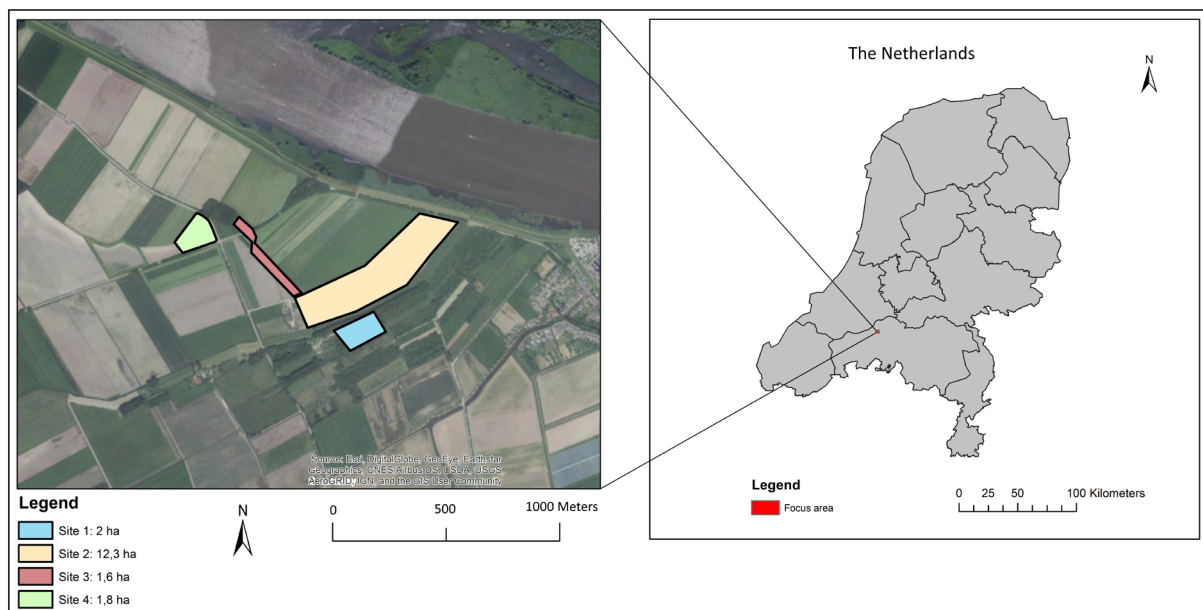 Source: Esri, DigitalGlobe, GeoEye, Earthstar
Geographics, CNES/Airbus DS, USDA, USGS,
AeroGRID, IGN, and the GIS User Community
Legend
Site 1: 2 ha
Site 2: 12,3 ha
Site 3: 1,6 ha
Site 4: 1,8 ha
N
0 500 1000 Meters
The Netherlands
N
Legend
Focus area
0 25 50 100 Kilometers